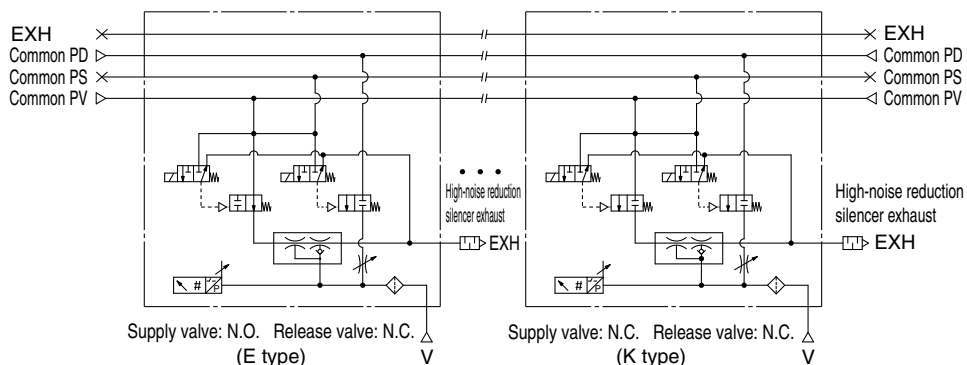 EXH
Common PD
Common PS
Common PV
EXH
Common PD
Common PS
Common PV
High-noise reduction
silencer exhaust
EXH
High-noise reduction
silencer exhaust
EXH
# P
# P
Supply valve: N.O. Release valve: N.C.
(E type)
V
Supply valve: N.C. Release valve: N.C.
(K type)
V